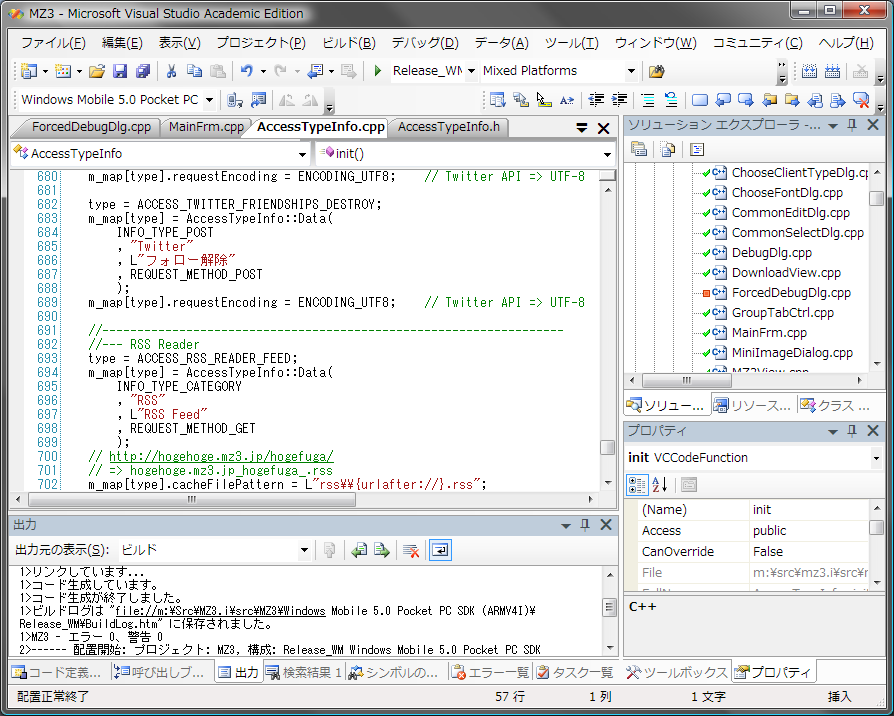 MZ3 - Microsoft Visual Studio Academic Edition
ファイル(F) 編集(E) 表示(V) プロジェクト(P) ビルド(B) デバッグ(D) データ(A) ツール(T) ウィンドウ(W) コミュニティ(C) ヘルプ(H)
Release_WM Mixed Platforms
Windows Mobile 5.0 Pocket PC
ForcedDebugDlg.cpp MainFrm.cpp AccessTypeInfo.cpp AccessTypeInfo.h
AccessTypeInfo init()
680 m_map[type].requestEncoding = ENCODING_UTF8; // Twitter API => UTF-8
681
682 type = ACCESS_TWITTER_FRIENDSHIPS_DESTROY;
683 m_map[type] = AccessTypeInfo::Data(
684 INFO_TYPE_POST
685 , "Twitter"
686 , L"フォロー解除"
687 , REQUEST_METHOD_POST
688 );
689 m_map[type].requestEncoding = ENCODING_UTF8; // Twitter API => UTF-8
690
691 //----------------------------------------------------------------------
692 //--- RSS Reader
693 type = ACCESS_RSS_READER_FEED;
694 m_map[type] = AccessTypeInfo::Data(
695 INFO_TYPE_CATEGORY
696 , "RSS"
697 , L"RSS Feed"
698 , REQUEST_METHOD_GET
699 );
700 // http://hogehoge.mz3.jp/hogefuga/
701 // => hogehoge.mz3.jp_hogefuga_.rss
702 m_map[type].cacheFilePattern = L"rss¥¥{urlafter://}.rss";
ソリューション エクスプローラ - ...
ChooseClientTypeDlg.c
ChooseFontDlg.cpp
CommonEditDlg.cpp
CommonSelectDlg.cpp
DebugDlg.cpp
DownloadView.cpp
ForcedDebugDlg.cpp
GroupTabCtrl.cpp
MainFrm.cpp
MiniImageDialog.cpp
MZ3View.cpp
ソリュー... リソース... クラス ...
プロパティ
init VCCodeFunction
(Name) init
Access public
CanOverride False
File m:¥src¥mz3.i¥src¥m
C++
出力
出力元の表示(S): ビルド
1>リンクしています...
1>コード生成しています。
1>コード生成が終了しました。
1>ビルドログは "file://m:¥Src¥MZ3.i¥src¥MZ3¥Windows Mobile 5.0 Pocket PC SDK (ARMV4I)¥
Release_WM¥BuildLog.htm" に保存されました。
1>MZ3 - エラー 0、警告 0
2>------ 配置開始: プロジェクト: MZ3, 構成: Release_WM Windows Mobile 5.0 Pocket PC SDK
コード定義... 呼び出しブ... 出力 検索結果 1 シンボルの... エラー一覧 タスク一覧 ツールボックス プロパティ
配置正常終了 57 行 1 列 1 文字 挿入